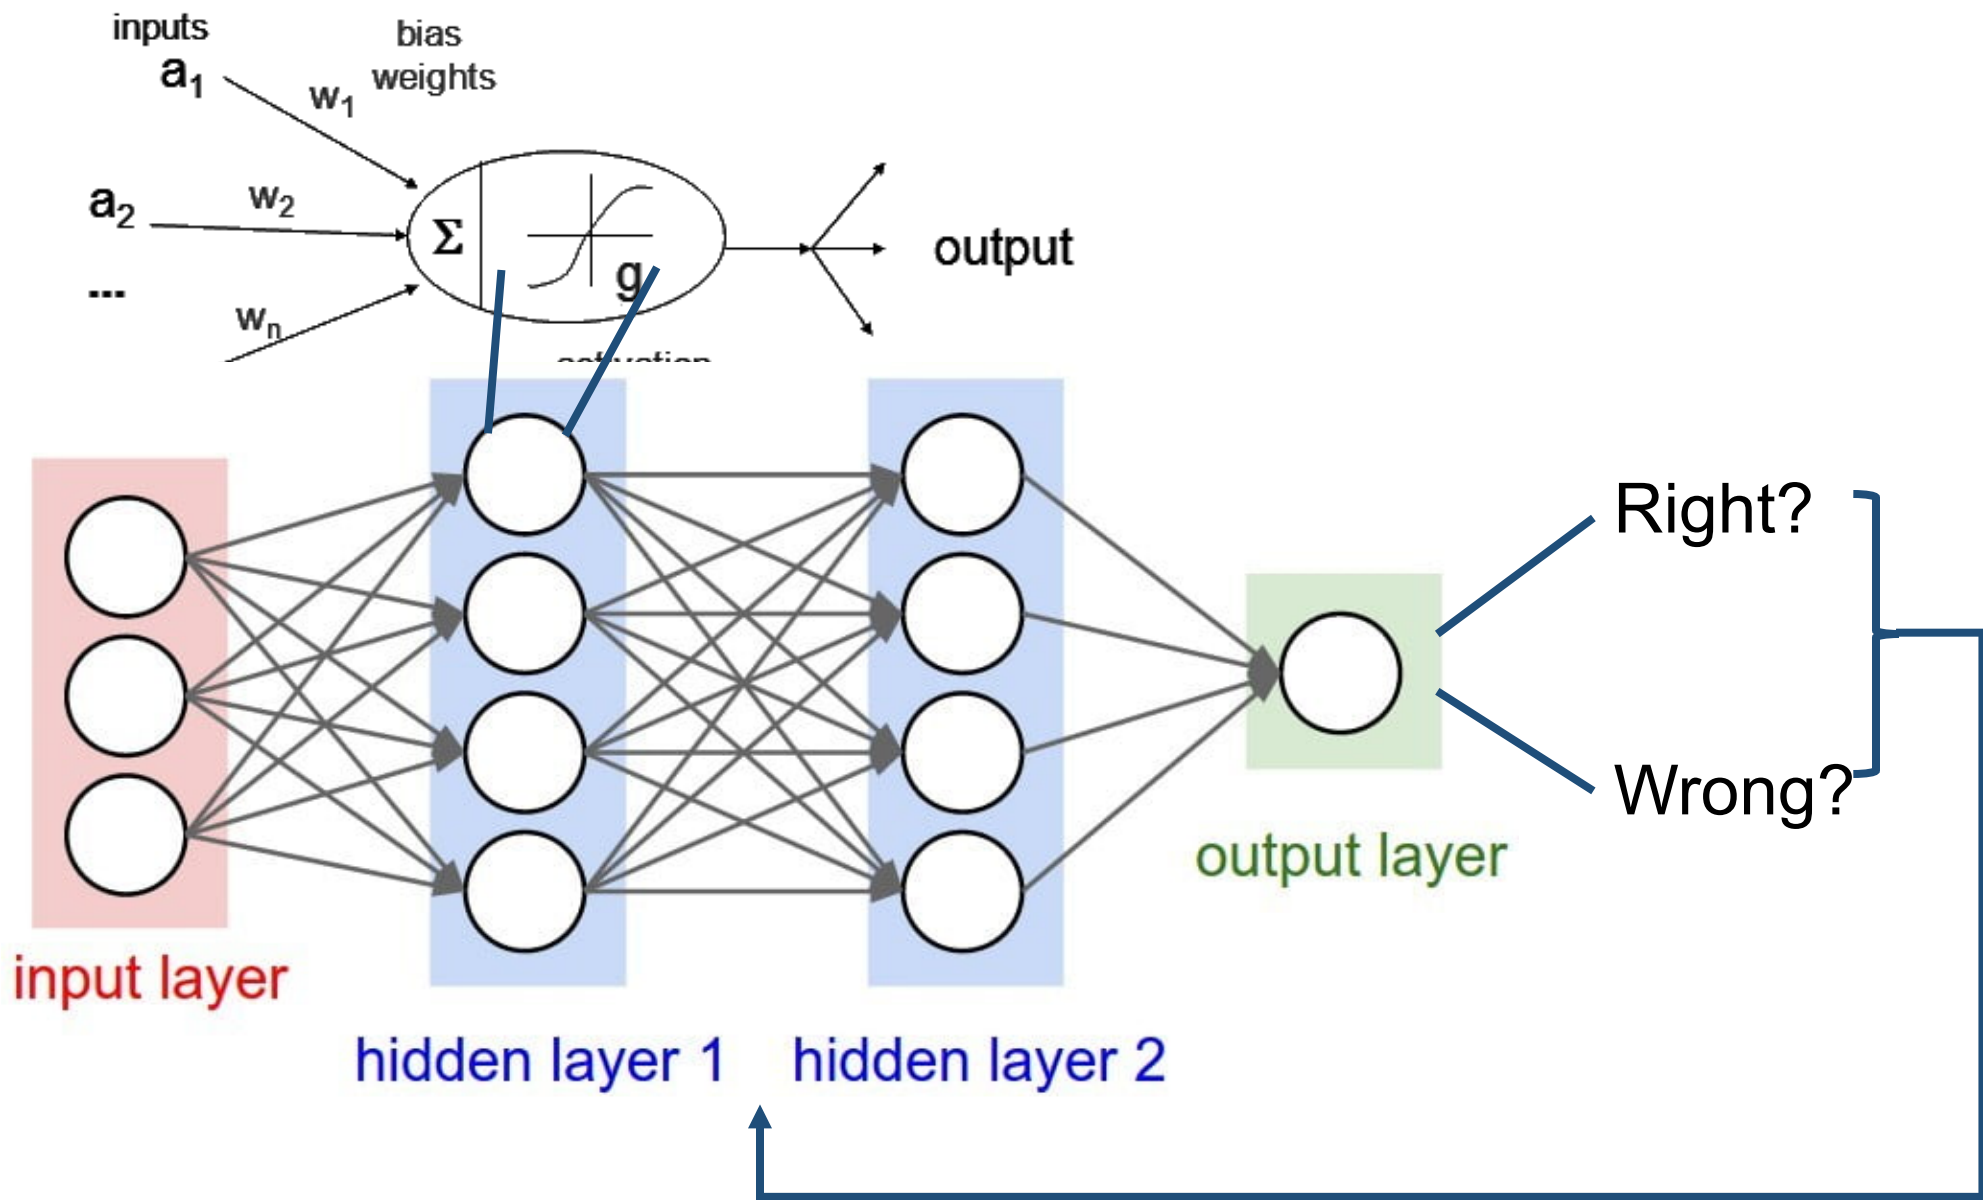 inputs
bias
weights
a1
w1
a2
w2
...
wn
Σ
g
output
activation
Right?
Wrong?
input layer
hidden layer 1
hidden layer 2
output layer